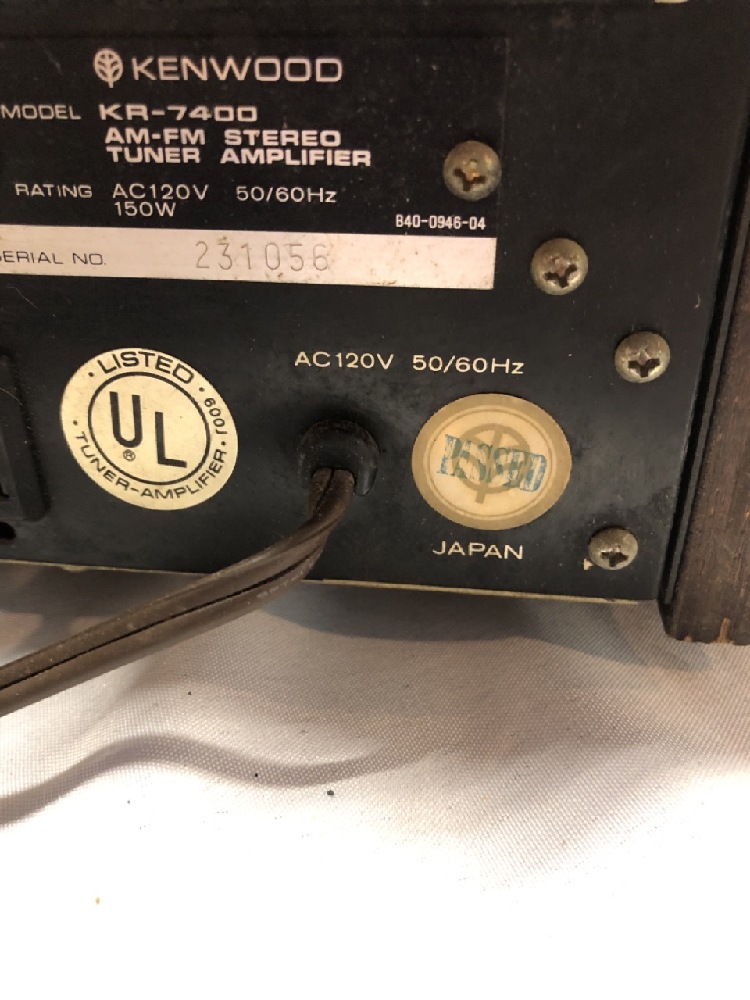 KENWOOD
MODEL KR-7400
AM-FM STEREO
TUNER AMPLIFIER
RATING AC120V 50/60Hz
150W
B40-0946-04
SERIAL NO. 231056
AC120V 50/60Hz
LISTED 1009
UL®
TUNER-AMPLIFIER
PASSED
JAPAN